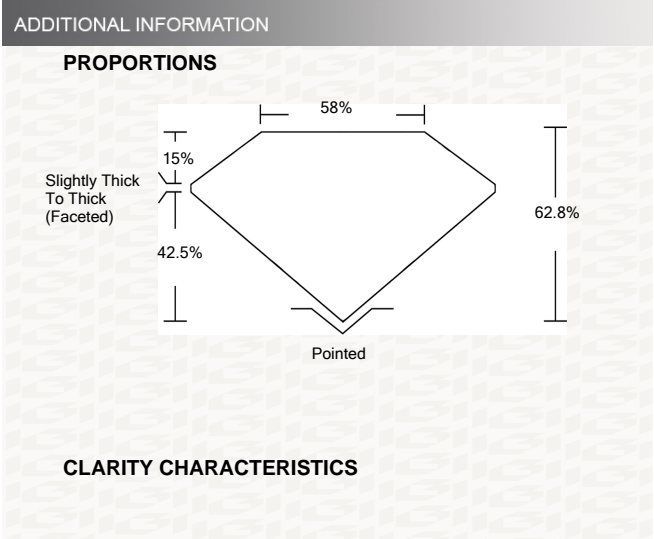 ADDITIONAL INFORMATION
PROPORTIONS
58%
15%
Slightly Thick
To Thick
(Faceted)
62.8%
42.5%
Pointed
CLARITY CHARACTERISTICS